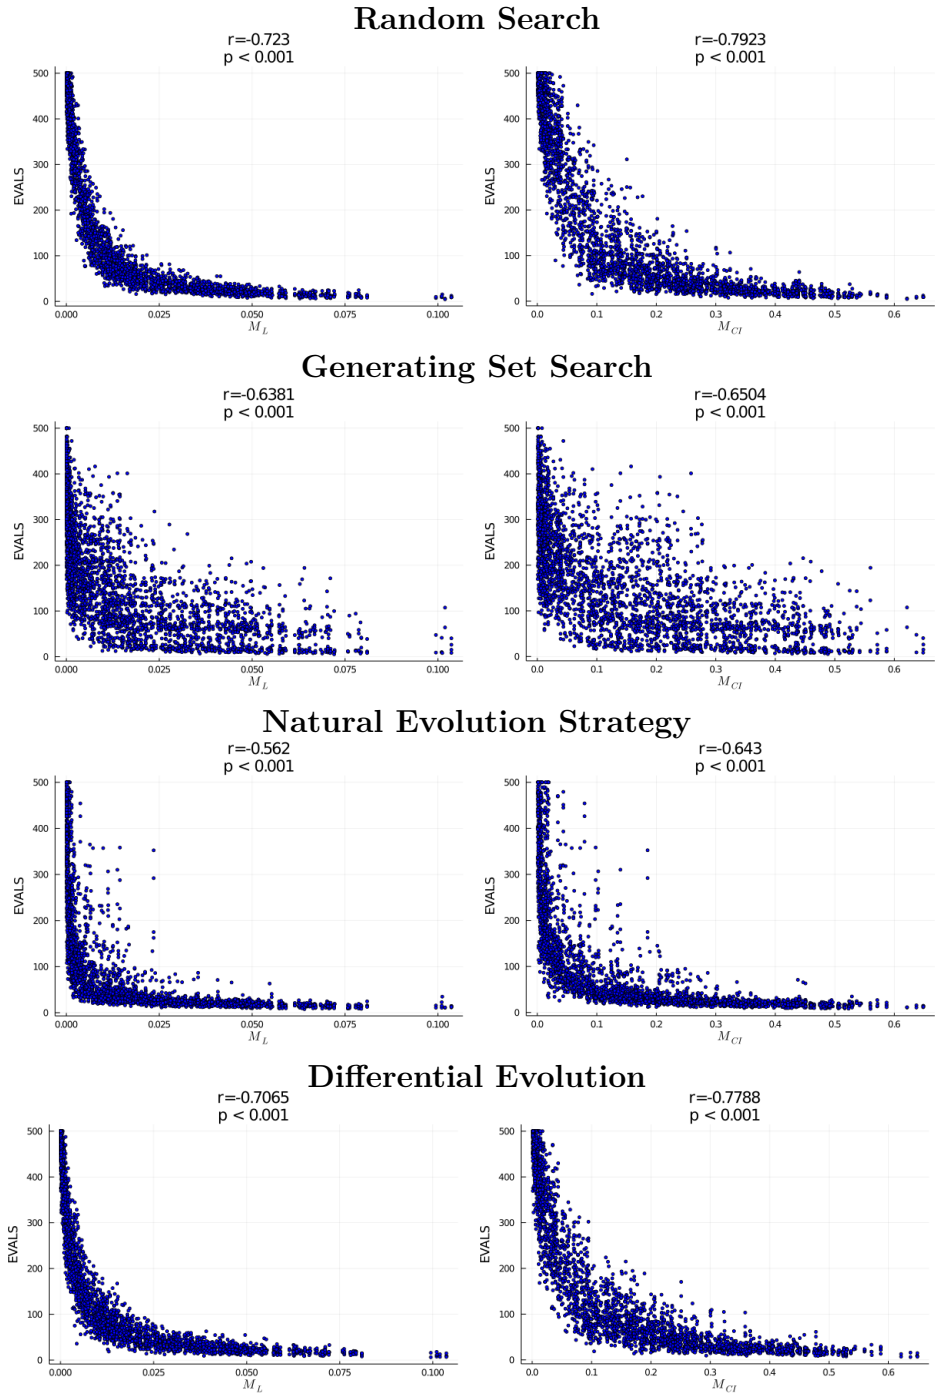 Random Search
r=-0.723
p < 0.001
r=-0.7923
p < 0.001
EVALS
500
400
300
200
100
0
0.000 0.025 0.050 0.075 0.100
M_L
EVALS
500
400
300
200
100
0
0.0 0.1 0.2 0.3 0.4 0.5 0.6
M_CI
Generating Set Search
r=-0.6381
p < 0.001
r=-0.6504
p < 0.001
EVALS
500
400
300
200
100
0
0.000 0.025 0.050 0.075 0.100
M_L
EVALS
500
400
300
200
100
0
0.0 0.1 0.2 0.3 0.4 0.5 0.6
M_CI
Natural Evolution Strategy
r=-0.562
p < 0.001
r=-0.643
p < 0.001
EVALS
500
400
300
200
100
0
0.000 0.025 0.050 0.075 0.100
M_L
EVALS
500
400
300
200
100
0
0.0 0.1 0.2 0.3 0.4 0.5 0.6
M_CI
Differential Evolution
r=-0.7065
p < 0.001
r=-0.7788
p < 0.001
EVALS
500
400
300
200
100
0
0.000 0.025 0.050 0.075 0.100
M_L
EVALS
500
400
300
200
100
0
0.0 0.1 0.2 0.3 0.4 0.5 0.6
M_CI